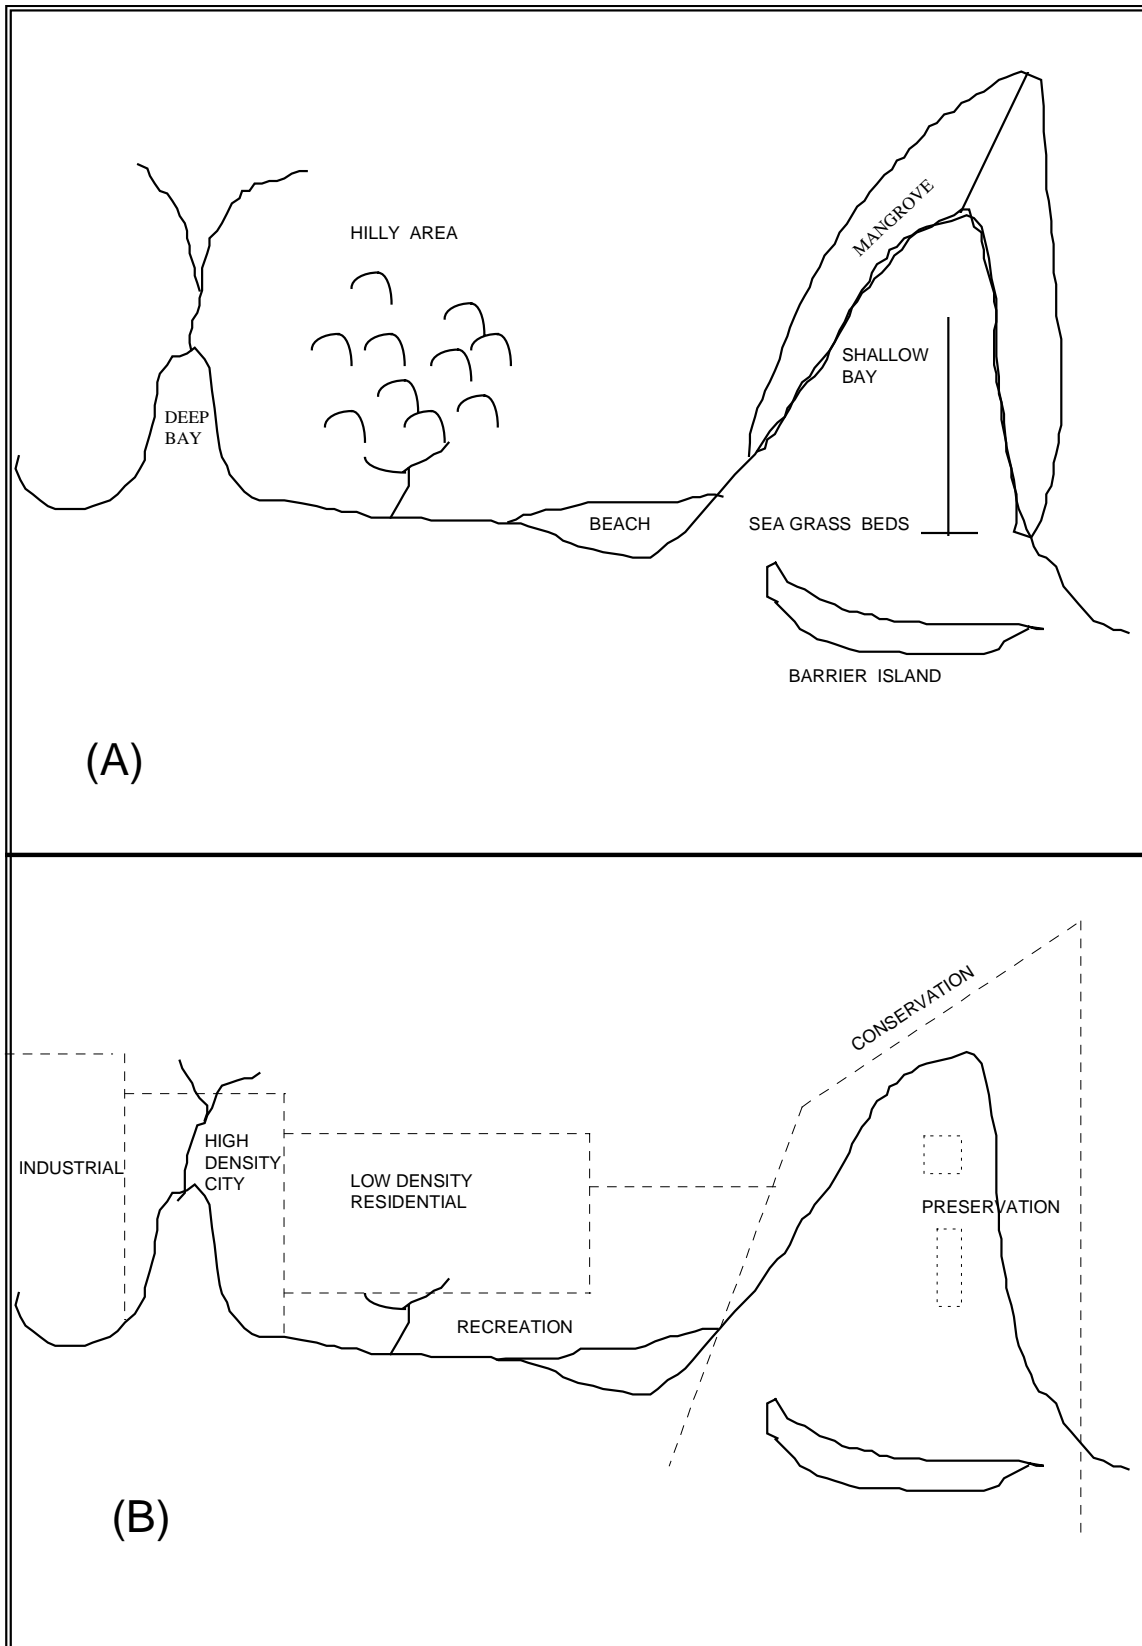 HILLY AREA
MANGROVE
SHALLOW
BAY
DEEP
BAY
BEACH
SEA GRASS BEDS
BARRIER ISLAND
(A)
CONSERVATION
HIGH
DENSITY
CITY
INDUSTRIAL
LOW DENSITY
RESIDENTIAL
PRESERVATION
RECREATION
(B)